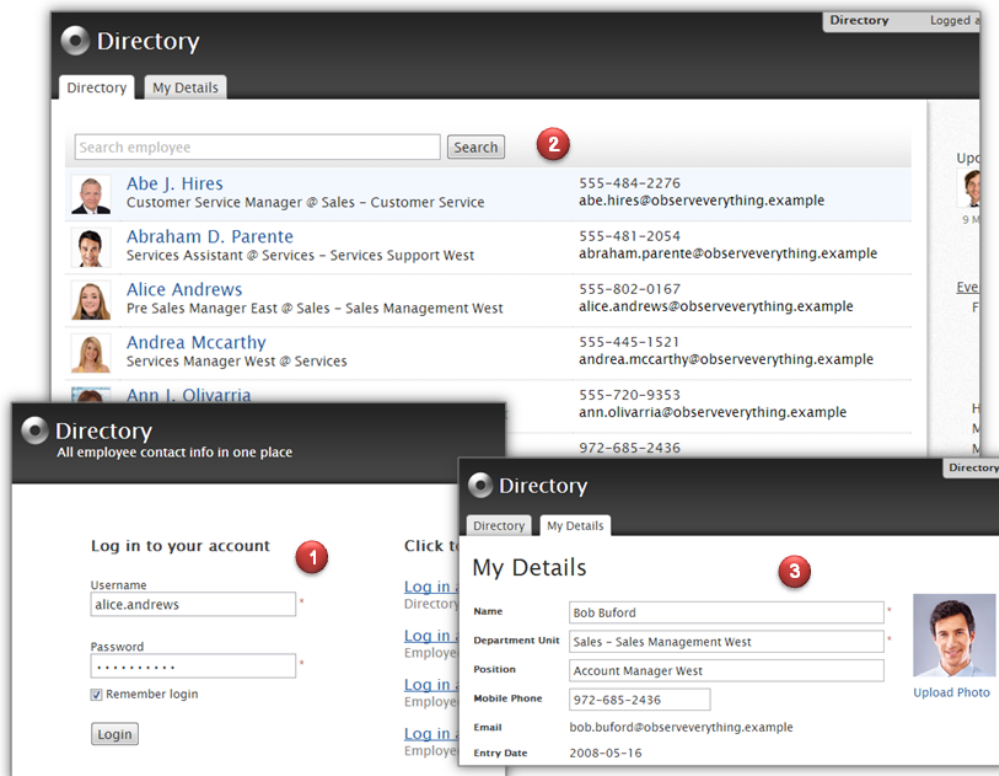 Directory Logged
Directory
Directory My Details
Search employee Search 2
Abe J. Hires 555-484-2276
Customer Service Manager @ Sales – Customer Service abe.hires@observeverything.example
9 M
Abraham D. Parente 555-481-2054
Services Assistant @ Services – Services Support West abraham.parente@observeverything.example
Alice Andrews 555-802-0167
Pre Sales Manager East @ Sales – Sales Management West alice.andrews@observeverything.example
Andrea Mccarthy 555-445-1521
Services Manager West @ Services andrea.mccarthy@observeverything.example
Ann J. Olivarria 555-720-9353
ann.olivarria@observeverything.example
972-685-2436
Directory
All employee contact info in one place
Log in to your account 1
Username
alice.andrews *
Password
.......... *
Remember login
Login
Click
Log in
Directory
Log in
Log in
Log in
Directory
Directory
Directory My Details
My Details 3
Name Bob Buford *
Department Unit Sales – Sales Management West *
Position Account Manager West
Mobile Phone 972-685-2436
Email bob.buford@observeverything.example
Entry Date 2008-05-16
Upload Photo